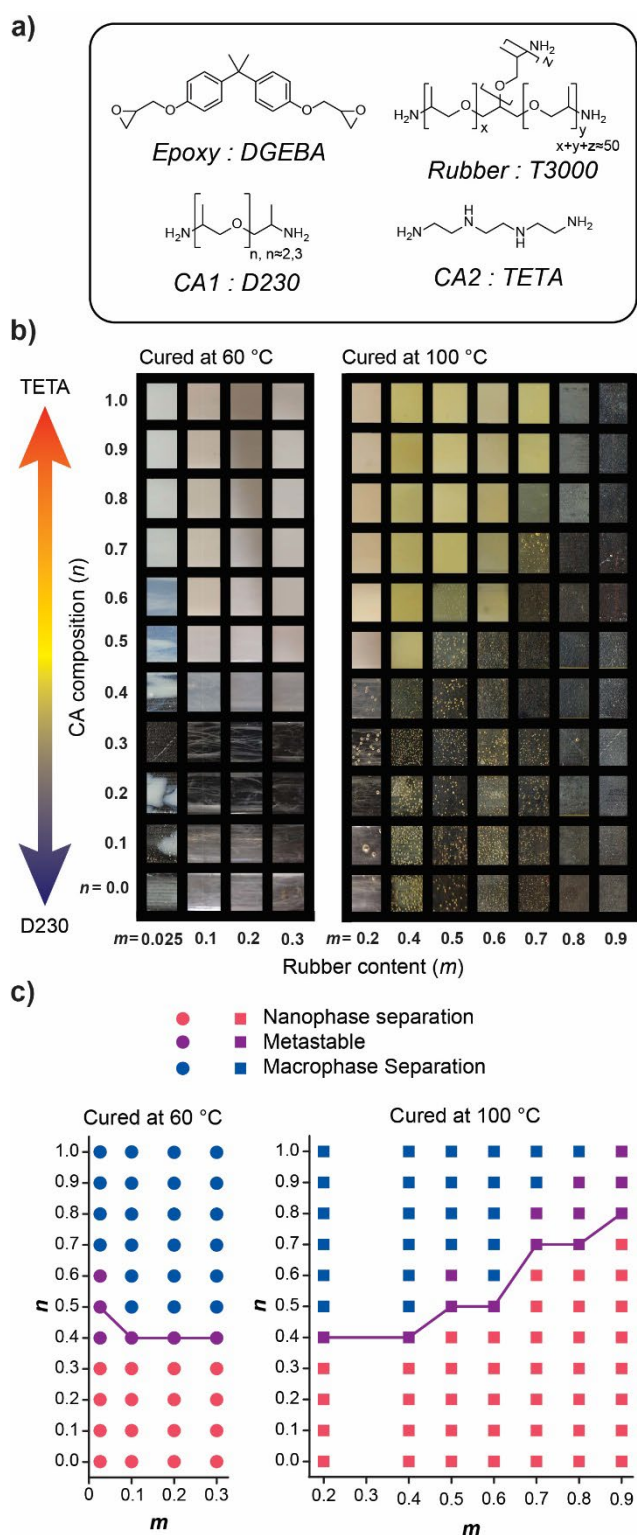 a)
O
O
O
O
Epoxy : DGEBA
NH₂
z
O
H₂N
O
x
O
NH₂
y
x+y+z≈50
Rubber : T3000
H₂N
O
NH₂
n, n≈2,3
CA1 : D230
H₂N
H
N
N
H
NH₂
CA2 : TETA
b)
Cured at 60 °C
Cured at 100 °C
TETA
CA composition (n)
D230
1.0
0.9
0.8
0.7
0.6
0.5
0.4
0.3
0.2
0.1
n = 0.0
m= 0.025 0.1 0.2 0.3
m= 0.2 0.4 0.5 0.6 0.7 0.8 0.9
Rubber content (m)
c)
Nanophase separation
Metastable
Macrophase Separation
Cured at 60 °C
1.0
0.9
0.8
0.7
0.6
0.5
0.4
0.3
0.2
0.1
0.0
n
0 0.1 0.2 0.3
m
Cured at 100 °C
1.0
0.9
0.8
0.7
0.6
0.5
0.4
0.3
0.2
0.1
0.0
n
0.2 0.3 0.4 0.5 0.6 0.7 0.8 0.9
m